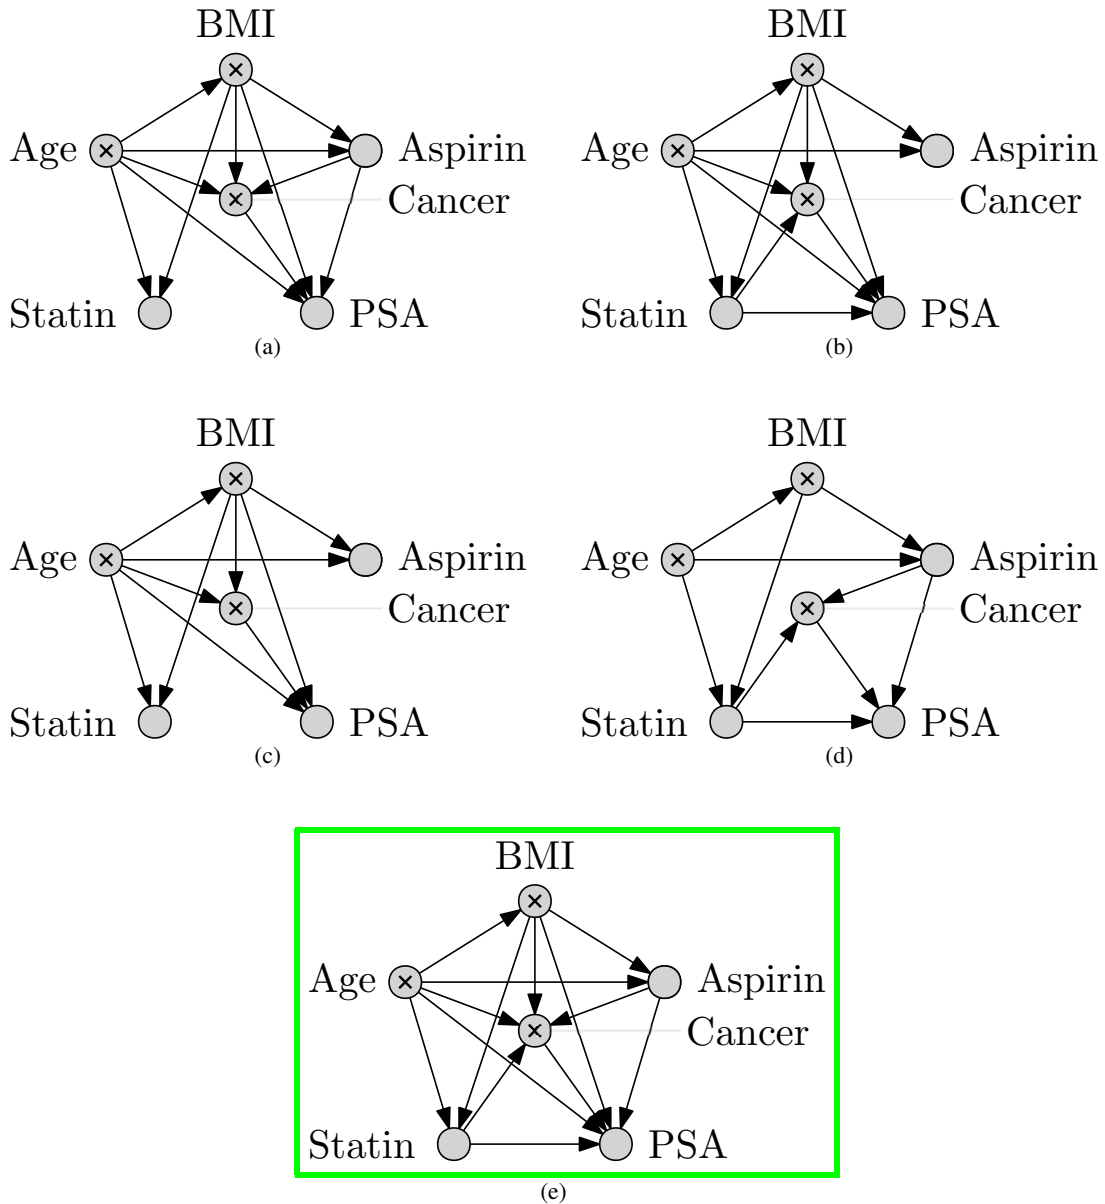 BMI BMI
Age Aspirin Age Aspirin
Cancer Cancer
Statin PSA Statin PSA
(a) (b)
BMI BMI
Age Aspirin Age Aspirin
Cancer Cancer
Statin PSA Statin PSA
(c) (d)
BMI
Age Aspirin
Cancer
Statin PSA
(e)